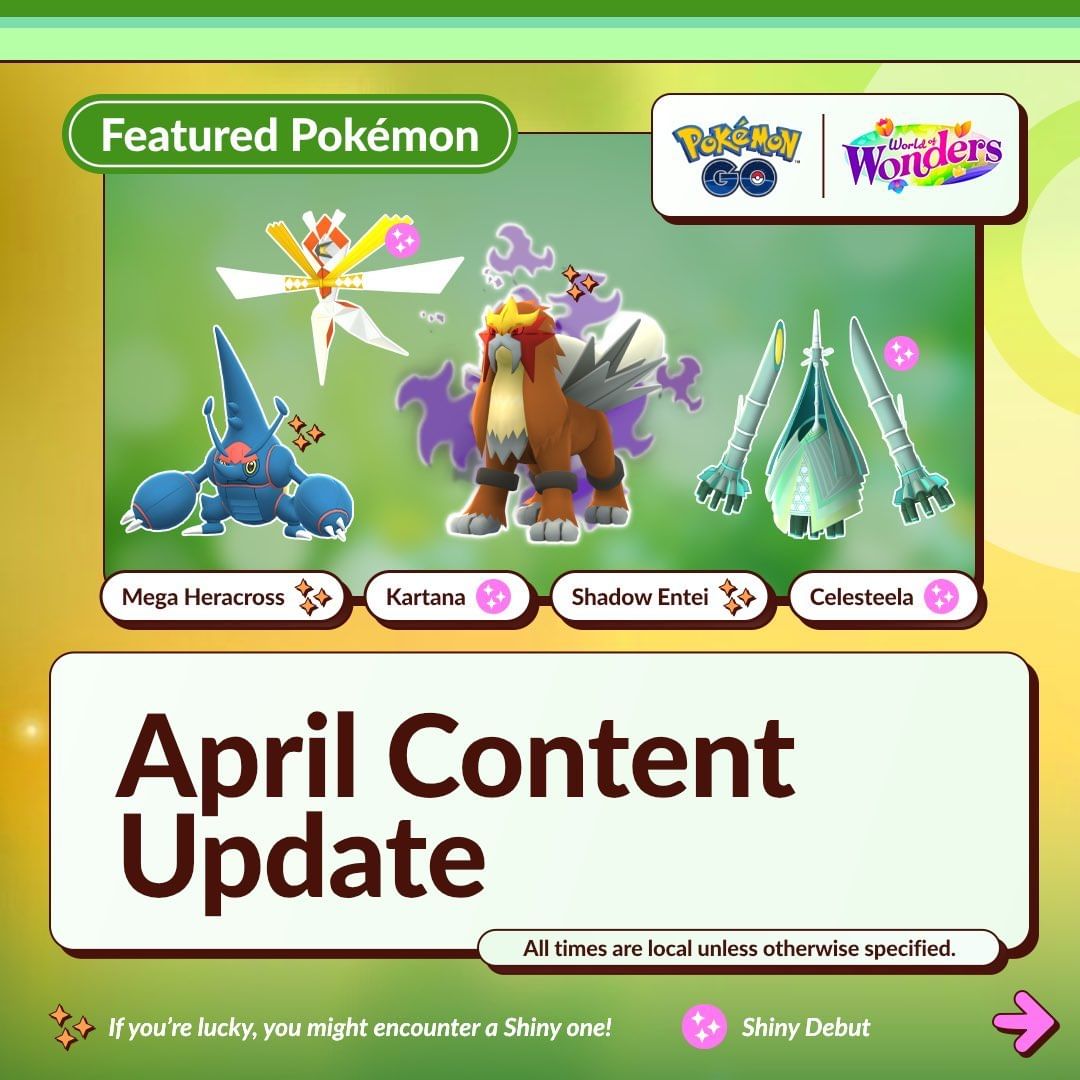 Featured Pokémon
POKÉMON
GO
World of
Wonders
Mega Heracross
Kartana
Shadow Entei
Celesteela
April Content
Update
All times are local unless otherwise specified.
If you're lucky, you might encounter a Shiny one!
Shiny Debut